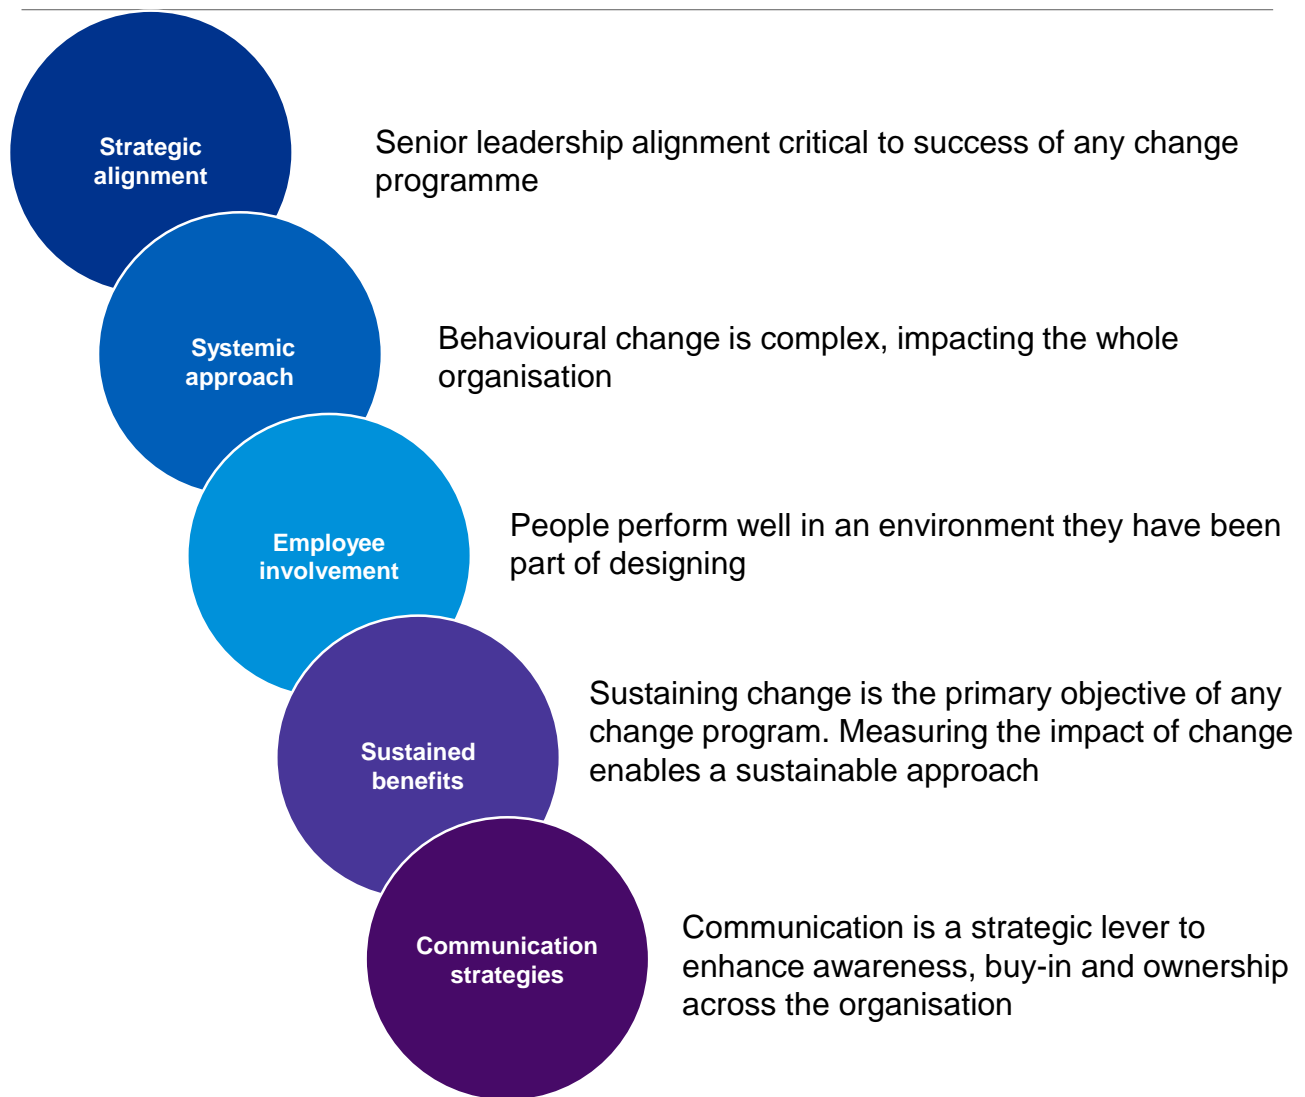 Strategic
alignment
Senior leadership alignment critical to success of any change
programme
Systemic
approach
Behavioural change is complex, impacting the whole
organisation
Employee
involvement
People perform well in an environment they have been
part of designing
Sustained
benefits
Sustaining change is the primary objective of any
change program. Measuring the impact of change
enables a sustainable approach
Communication
strategies
Communication is a strategic lever to
enhance awareness, buy-in and ownership
across the organisation